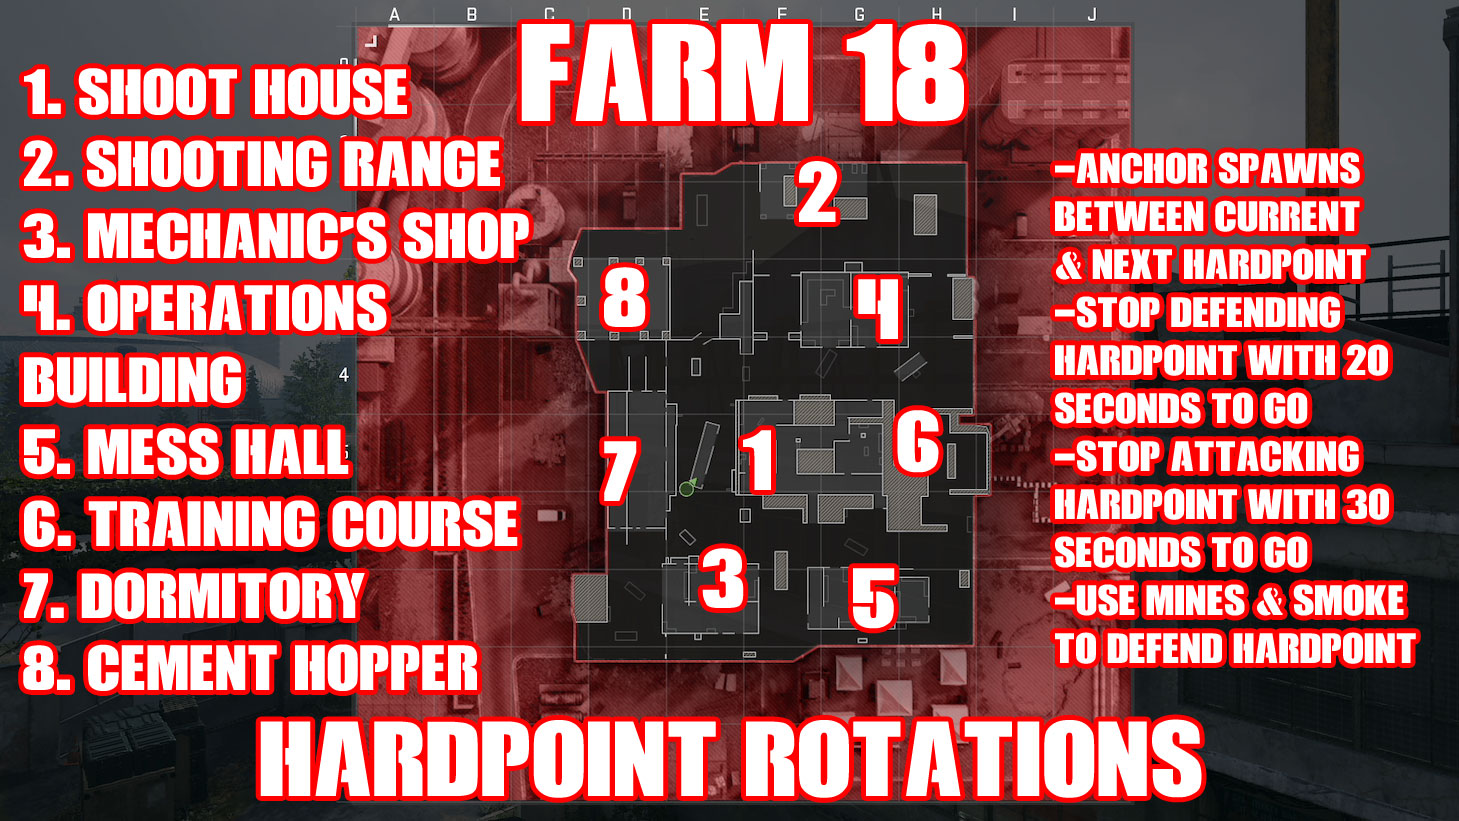 A B C D E F G H I J
FARM 18
1. SHOOT HOUSE
2. SHOOTING RANGE
3. MECHANIC'S SHOP
4. OPERATIONS
BUILDING
5. MESS HALL
6. TRAINING COURSE
7. DORMITORY
8. CEMENT HOPPER
4
2
8
4
1
6
7
3
5
-ANCHOR SPAWNS
BETWEEN CURRENT
& NEXT HARDPOINT
-STOP DEFENDING
HARDPOINT WITH 20
SECONDS TO GO
-STOP ATTACKING
HARDPOINT WITH 30
SECONDS TO GO
-USE MINES & SMOKE
TO DEFEND HARDPOINT
HARDPOINT ROTATIONS